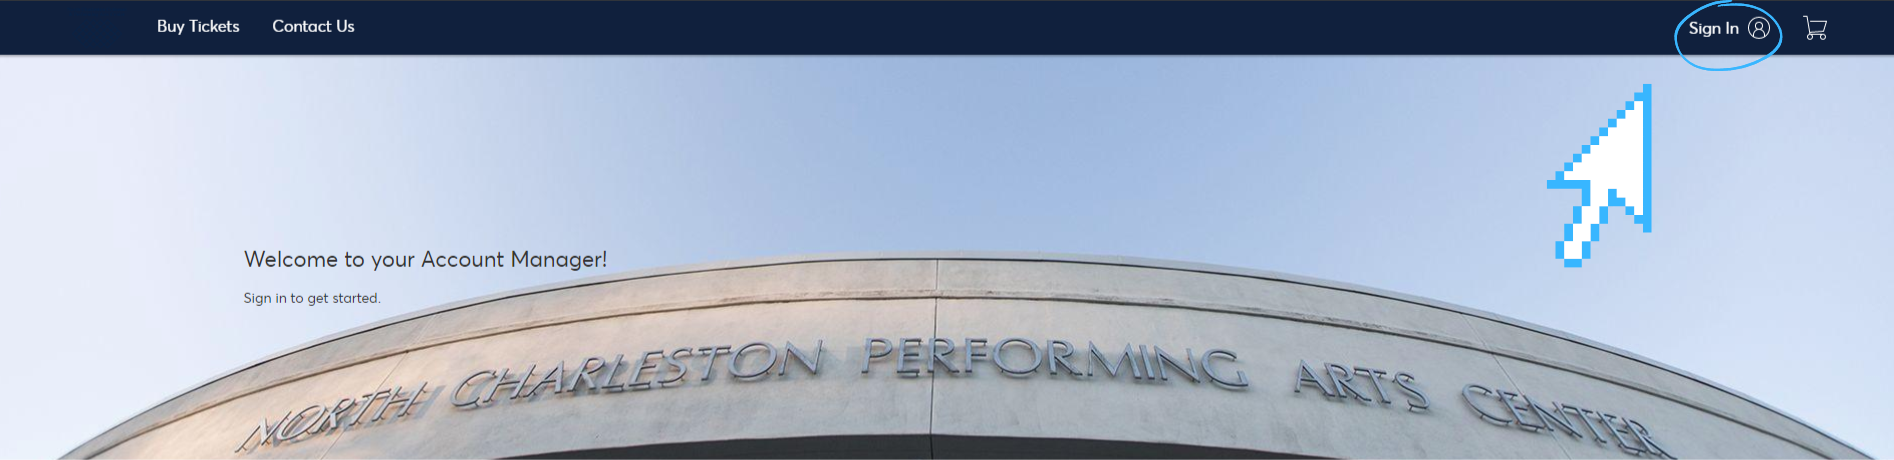 Buy Tickets
Contact Us
Sign In
Welcome to your Account Manager!
Sign in to get started.
NORTH CHARLESTON PERFORMING ARTS CENTER